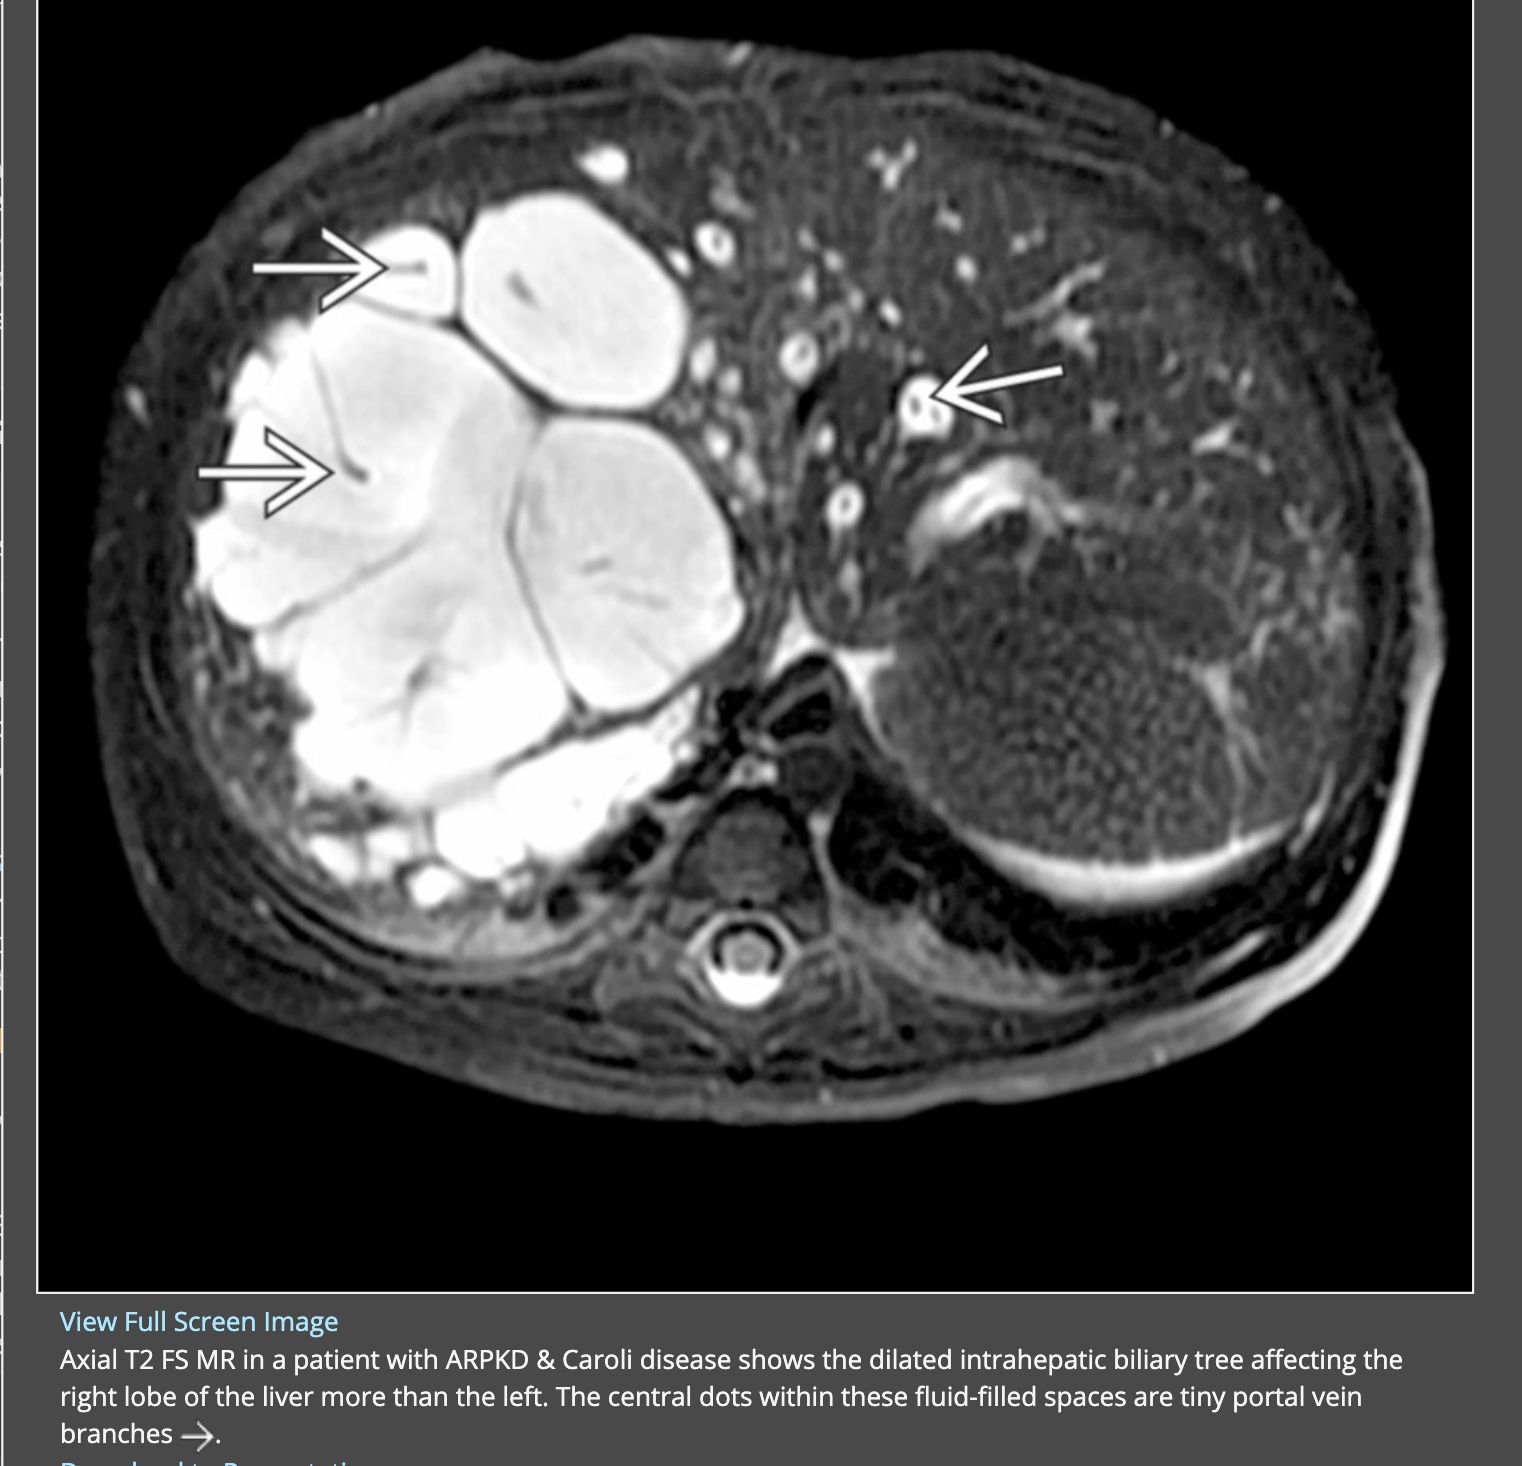 View Full Screen Image
Axial T2 FS MR in a patient with ARPKD & Caroli disease shows the dilated intrahepatic biliary tree affecting the
right lobe of the liver more than the left. The central dots within these fluid-filled spaces are tiny portal vein
branches →.